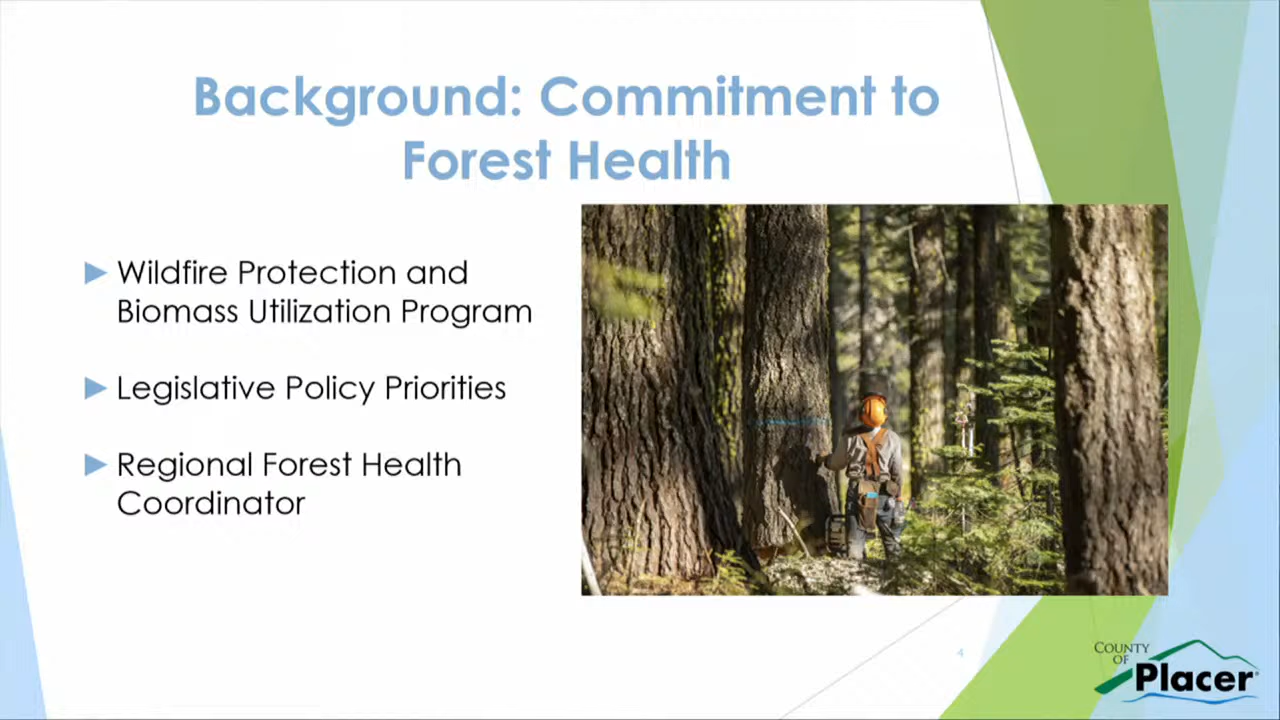 Background: Commitment to
Forest Health
Wildfire Protection and
Biomass Utilization Program
Legislative Policy Priorities
Regional Forest Health
Coordinator
4
COUNTY
OF
Placer